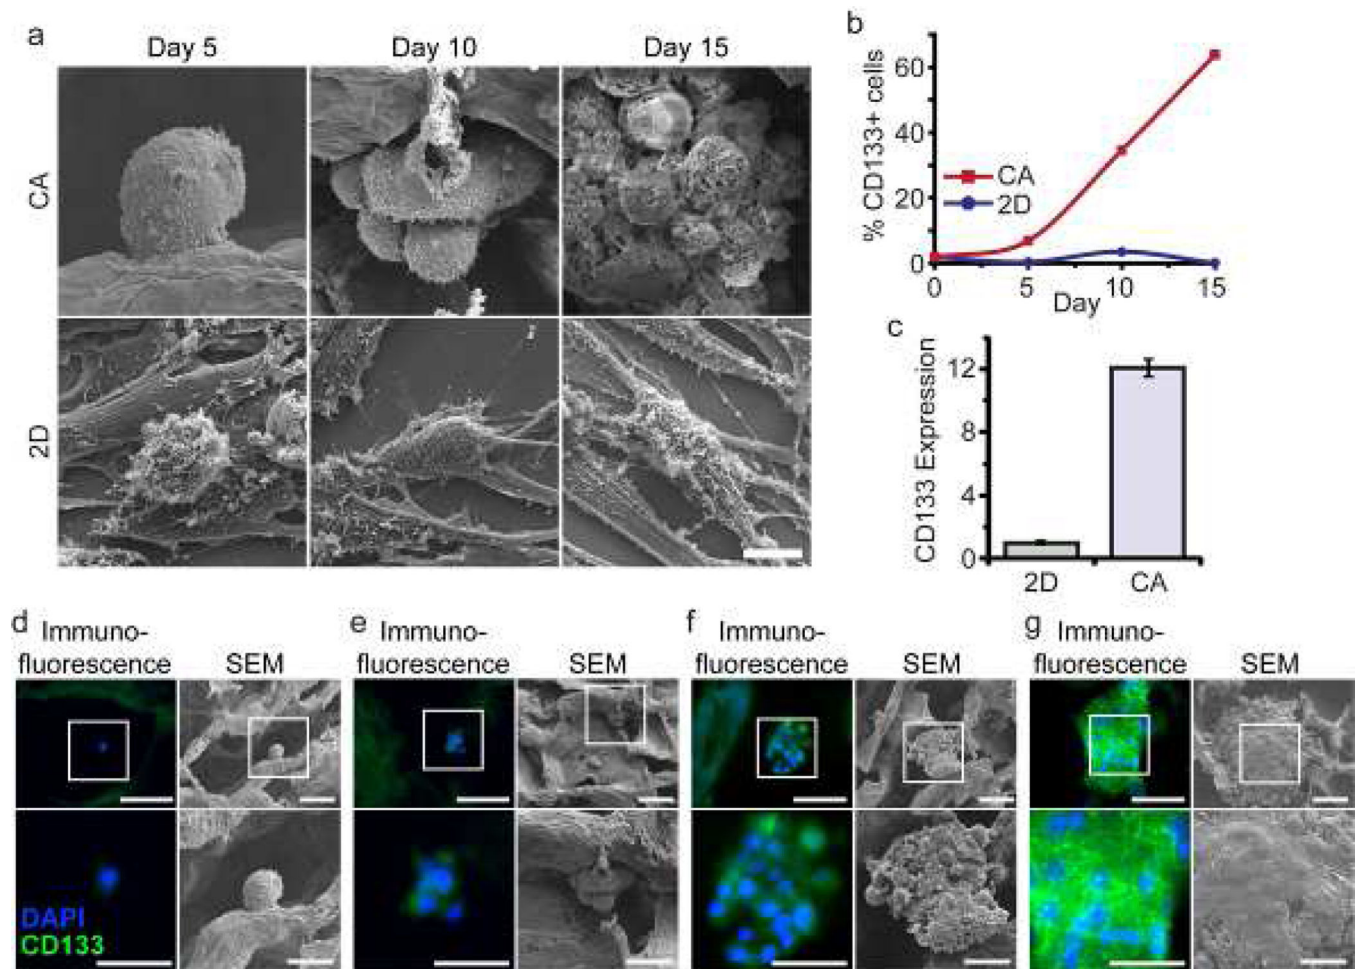 a
Day 5
Day 10
Day 15
CA
2D
b
% CD133+ cells
60
40
20
0
CA
2D
0
5
10
15
Day
c
CD133 Expression
12
8
4
0
2D
CA
d
Immuno-
fluorescence
SEM
e
Immuno-
fluorescence
SEM
f
Immuno-
fluorescence
SEM
g
Immuno-
fluorescence
SEM
DAPI
CD133